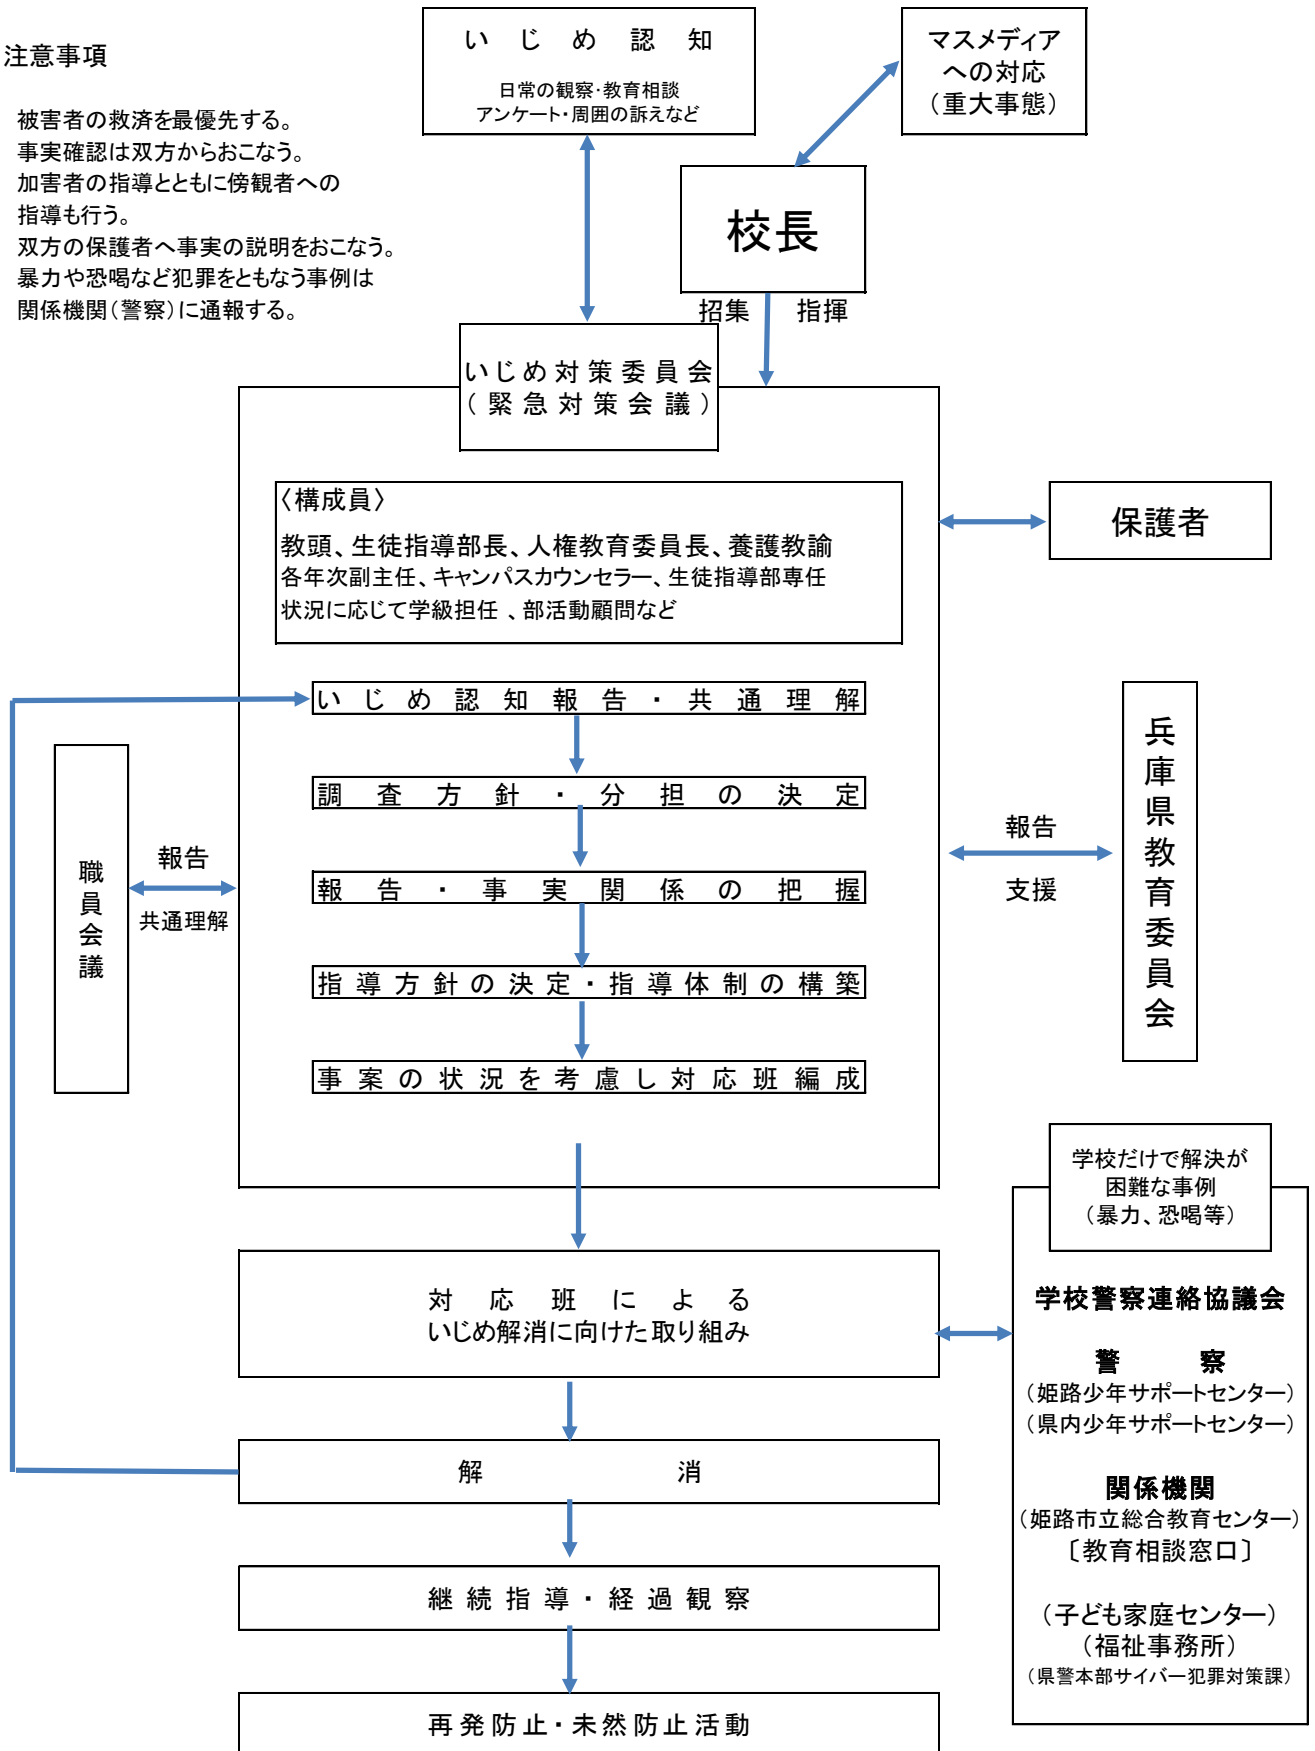 注意事項
被害者の救済を最優先する。
事実確認は双方からおこなう。
加害者の指導とともに傍観者への
指導も行う。
双方の保護者へ事実の説明をおこなう。
暴力や恐喝など犯罪をともなう事例は
関係機関(警察)に通報する。
いじめ認知
日常の観察・教育相談
アンケート・周囲の訴えなど
マスメディア
への対応
(重大事態)
校長
招集 指揮
いじめ対策委員会
(緊急対策会議)
〈構成員〉
教頭、生徒指導部長、人権教育委員長、養護教諭
各年次副主任、キャンパスカウンセラー、生徒指導部専任
状況に応じて学級担任 、部活動顧問など
保護者
いじめ認知報告・共通理解
調査方針・分担の決定
報告・事実関係の把握
指導方針の決定・指導体制の構築
事案の状況を考慮し対応班編成
職員会議
報告
共通理解
報告
支援
兵庫県教育委員会
対応班による
いじめ解消に向けた取り組み
解消
継続指導・経過観察
再発防止・未然防止活動
学校だけで解決が
困難な事例
(暴力、恐喝等)
学校警察連絡協議会
警察
(姫路少年サポートセンター)
(県内少年サポートセンター)
関係機関
(姫路市立総合教育センター)
〔教育相談窓口〕
(子ども家庭センター)
(福祉事務所)
(県警本部サイバー犯罪対策課)